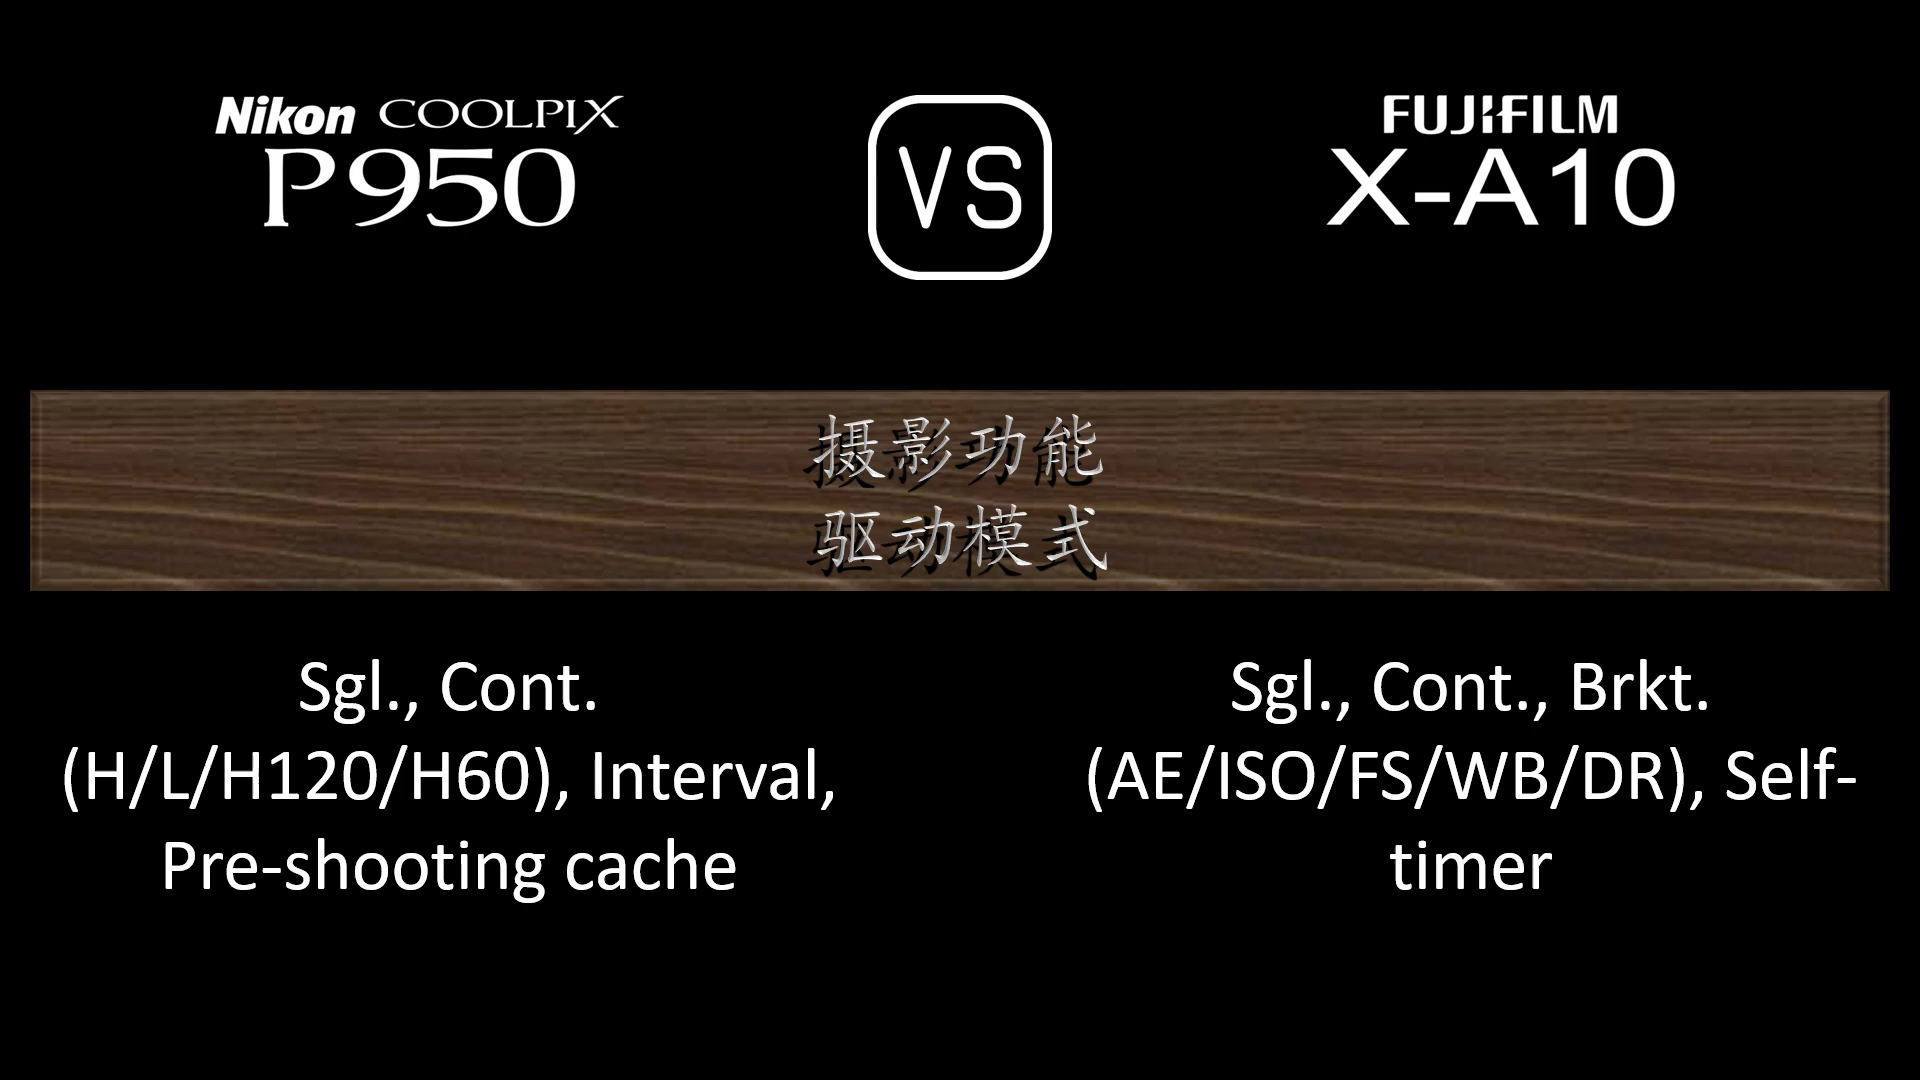 Nikon COOLPIX
P950
VS
FUJIFILM
X-A10
摄影功能
驱动模式
Sgl., Cont.
(H/L/H120/H60), Interval,
Pre-shooting cache
Sgl., Cont., Brkt.
(AE/ISO/FS/WB/DR), Self-
timer